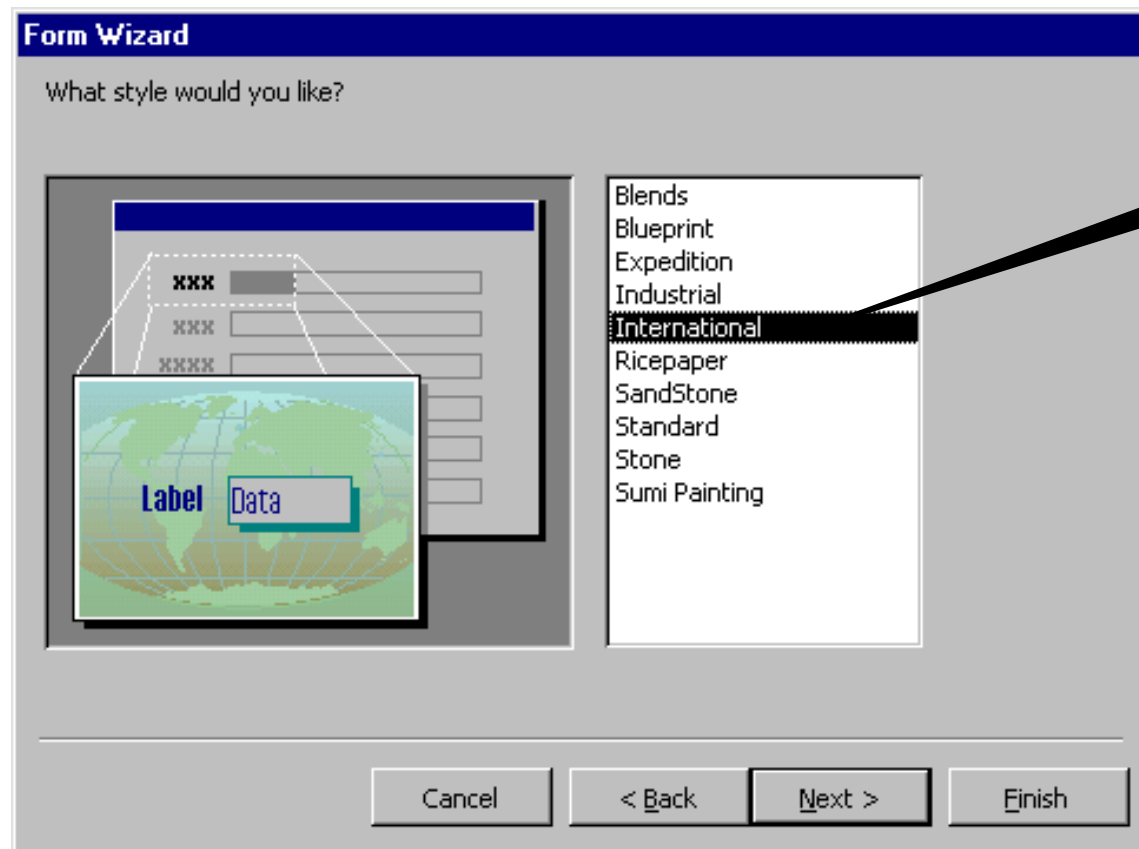 Form Wizard
What style would you like?
xxx
xxx
xxxx
Label Data
Blends
Blueprint
Expedition
Industrial
International
Ricepaper
SandStone
Standard
Stone
Sumi Painting
Cancel < Back Next > Finish